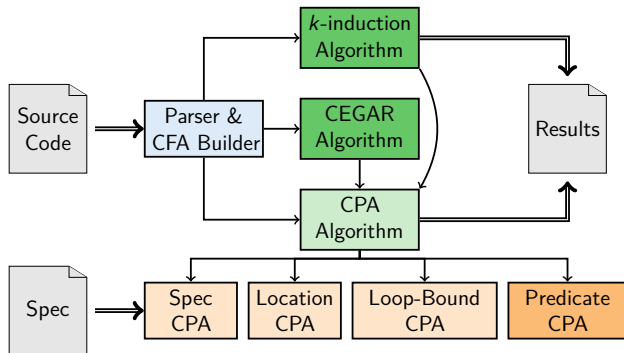 k-induction
Algorithm
Source
Code
Parser &
CFA Builder
CEGAR
Algorithm
Results
CPA
Algorithm
Spec
Spec
CPA
Location
CPA
Loop-Bound
CPA
Predicate
CPA